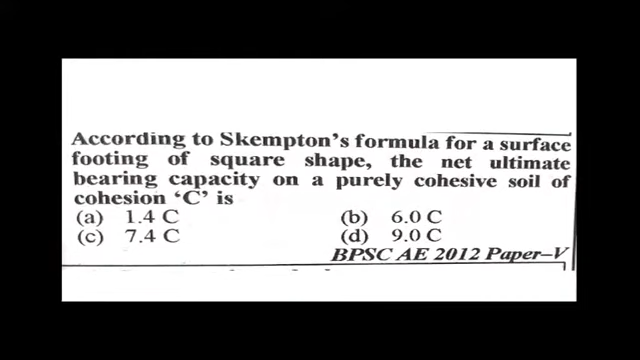 According to Skempton's formula for a surface
footing of square shape, the net ultimate
bearing capacity on a purely cohesive soil of
cohesion 'C' is
(a) 1.4 C (b) 6.0 C
(c) 7.4 C (d) 9.0 C
BPSC AE 2012 Paper–V